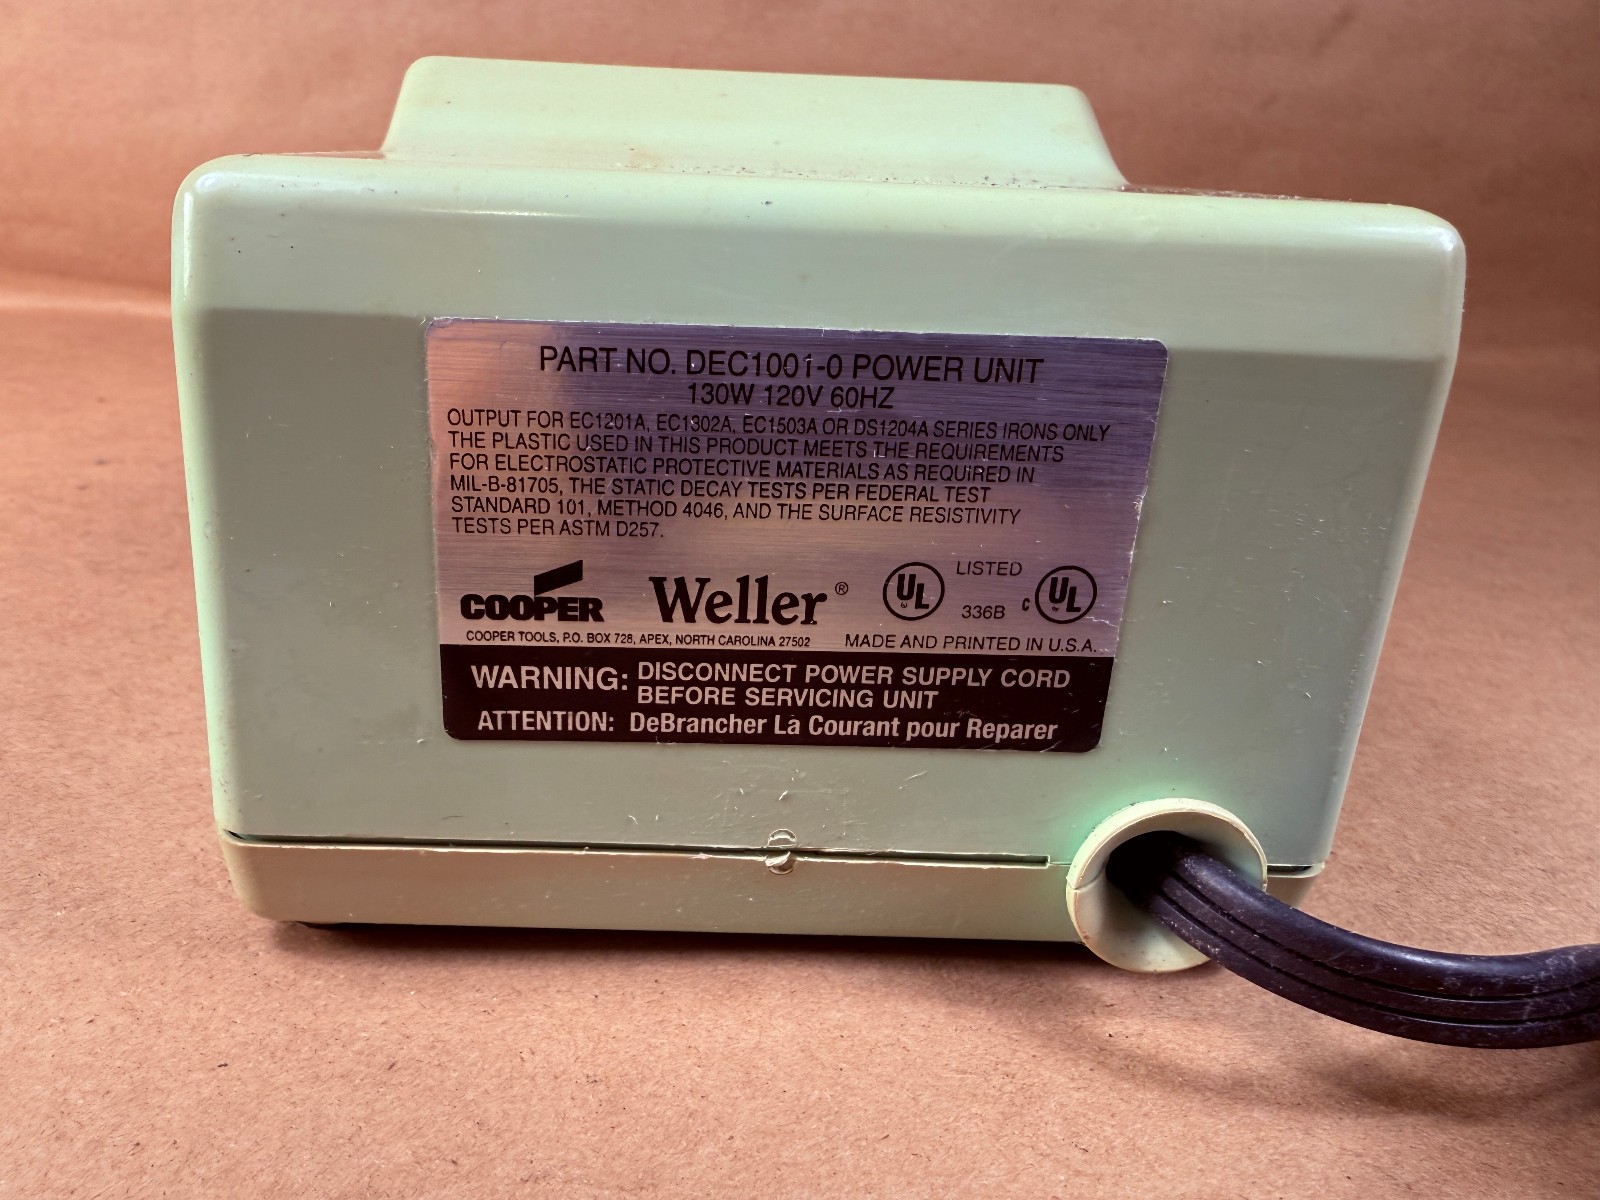 PART NO. DEC1001-0 POWER UNIT
130W 120V 60HZ
OUTPUT FOR EC1201A, EC1302A, EC1503A OR DS1204A SERIES IRONS ONLY
THE PLASTIC USED IN THIS PRODUCT MEETS THE REQUIREMENTS
FOR ELECTROSTATIC PROTECTIVE MATERIALS AS REQUIRED IN
MIL-B-81705, THE STATIC DECAY TESTS PER FEDERAL TEST
STANDARD 101, METHOD 4046, AND THE SURFACE RESISTIVITY
TESTS PER ASTM D257.
COOPER Weller® UL LISTED 336B c UL
COOPER TOOLS, P.O. BOX 728, APEX, NORTH CAROLINA 27502 MADE AND PRINTED IN U.S.A.
WARNING: DISCONNECT POWER SUPPLY CORD
BEFORE SERVICING UNIT
ATTENTION: DeBrancher Là Courant pour Reparer